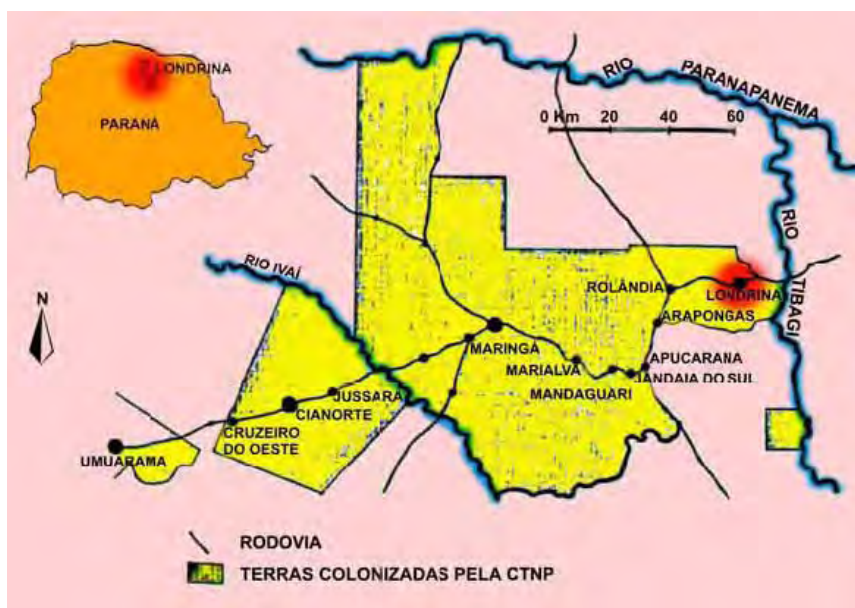 LONDRINA
PARANÁ
RIO
PARANAPANEMA
0 Km 20 40 60
RIO
TIBAGI
RIO IVAÍ
N
ROLÂNDIA
LONDRINA
ARAPONGAS
MARINGÁ
MARIALVA
APUCARANA
JANDAIA DO SUL
MANDAGUARI
JUSSARA
CIANORTE
CRUZEIRO
DO OESTE
UMUARAMA
RODOVIA
TERRAS COLONIZADAS PELA CTNP